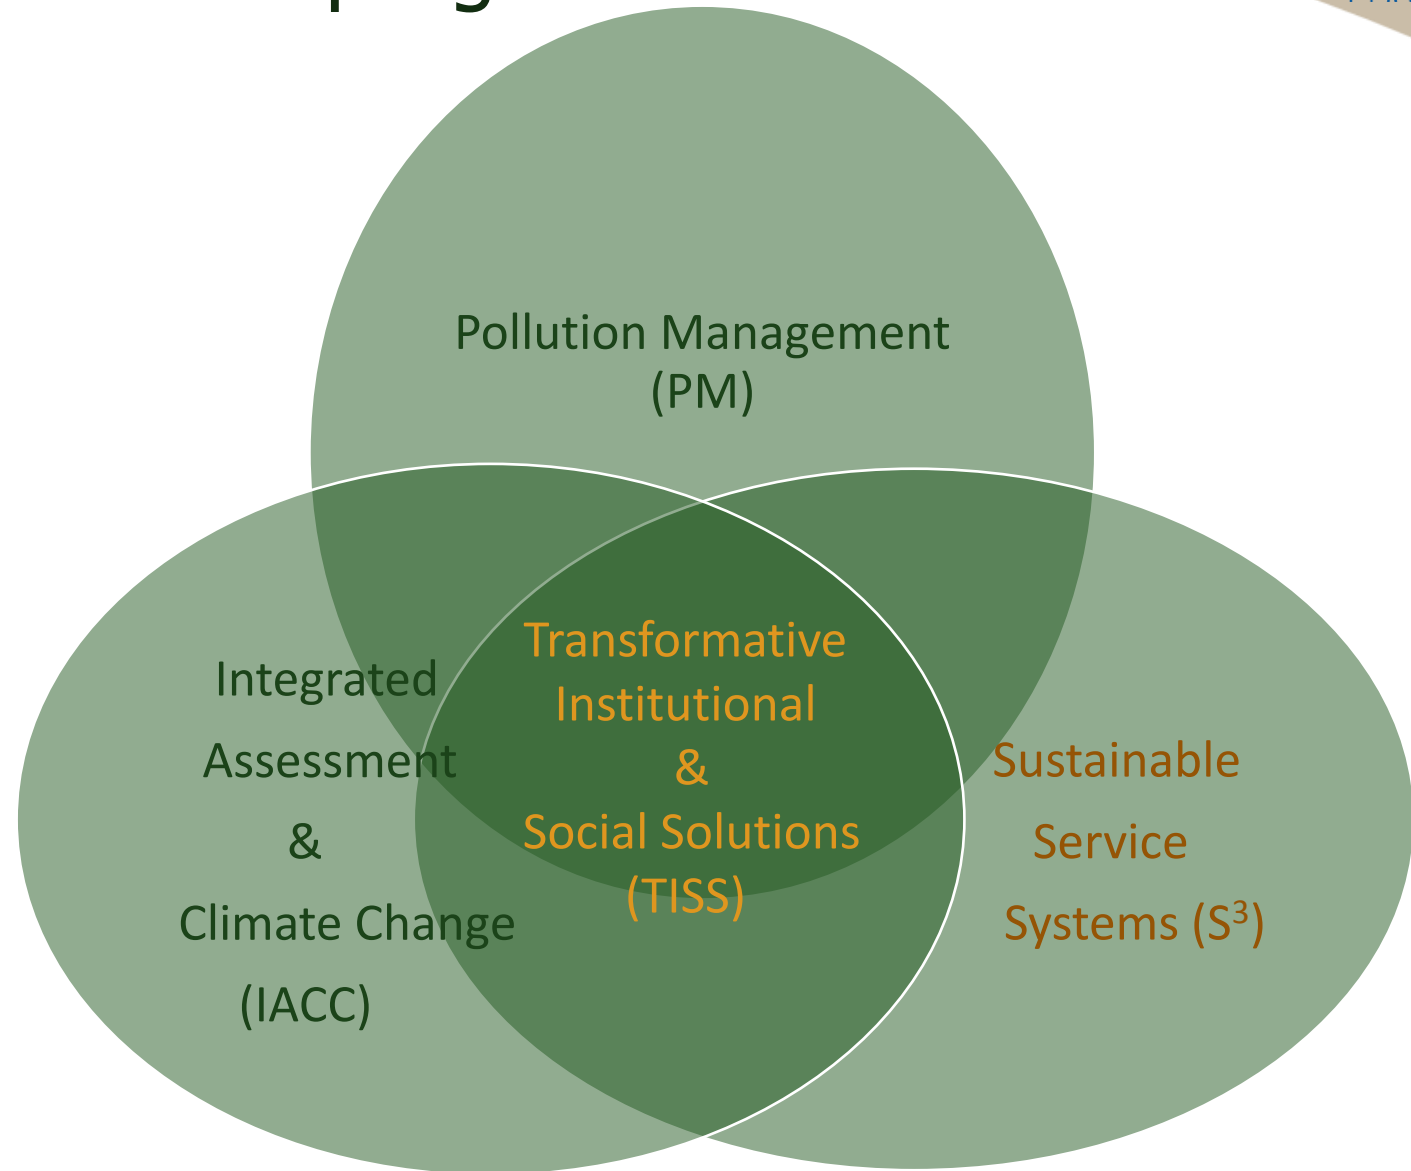 Pollution Management
(PM)
Integrated
Assessment
&
Climate Change
(IACC)
Transformative
Institutional
&
Social Solutions
(TISS)
Sustainable
Service
Systems (S³)